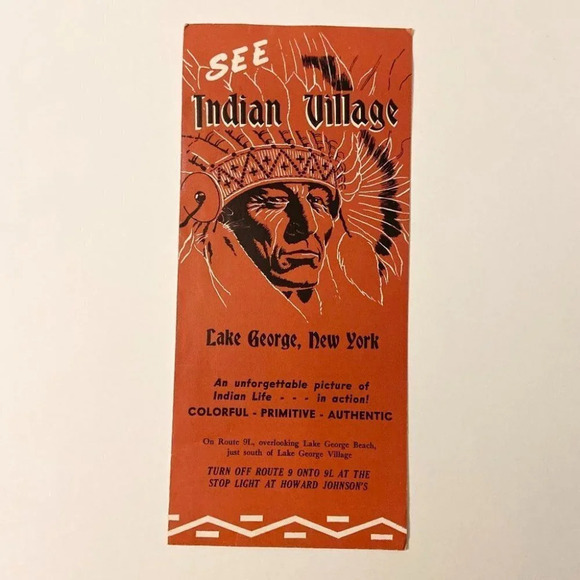 SEE
Indian Village
Lake George, New York
An unforgettable picture of
Indian Life - - - in action!
COLORFUL - PRIMITIVE - AUTHENTIC
On Route 9L, overlooking Lake George Beach,
just south of Lake George Village
TURN OFF ROUTE 9 ONTO 9L AT THE
STOP LIGHT AT HOWARD JOHNSON'S